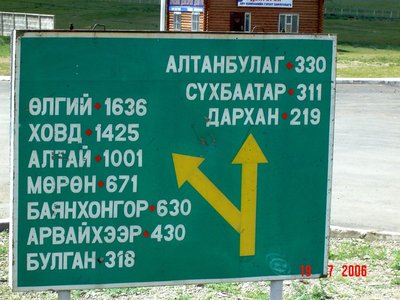 АЛТАНБУЛАГ 330
СҮХБААТАР 311
ДАРХАН 219
ӨЛГИЙ 1636
ХОВД 1425
АЛТАЙ 1001
МӨРӨН 671
БАЯНХОНГОР 630
АРВАЙХЭЭР 430
БУЛГАН 318
19 7 2006